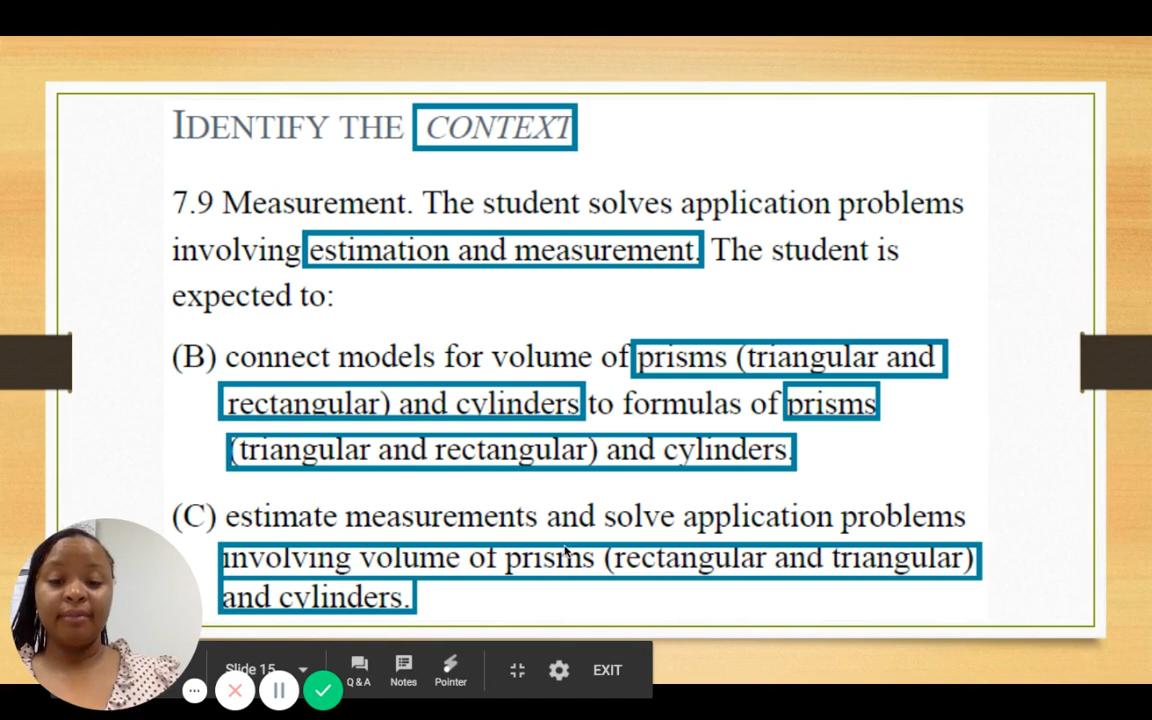 IDENTIFY THE CONTEXT
7.9 Measurement. The student solves application problems
involving estimation and measurement. The student is
expected to:
(B) connect models for volume of prisms (triangular and
rectangular) and cylinders to formulas of prisms
(triangular and rectangular) and cylinders.
(C) estimate measurements and solve application problems
involving volume of prisms (rectangular and triangular)
and cylinders.
Slide 15
Q & A Notes Pointer EXIT